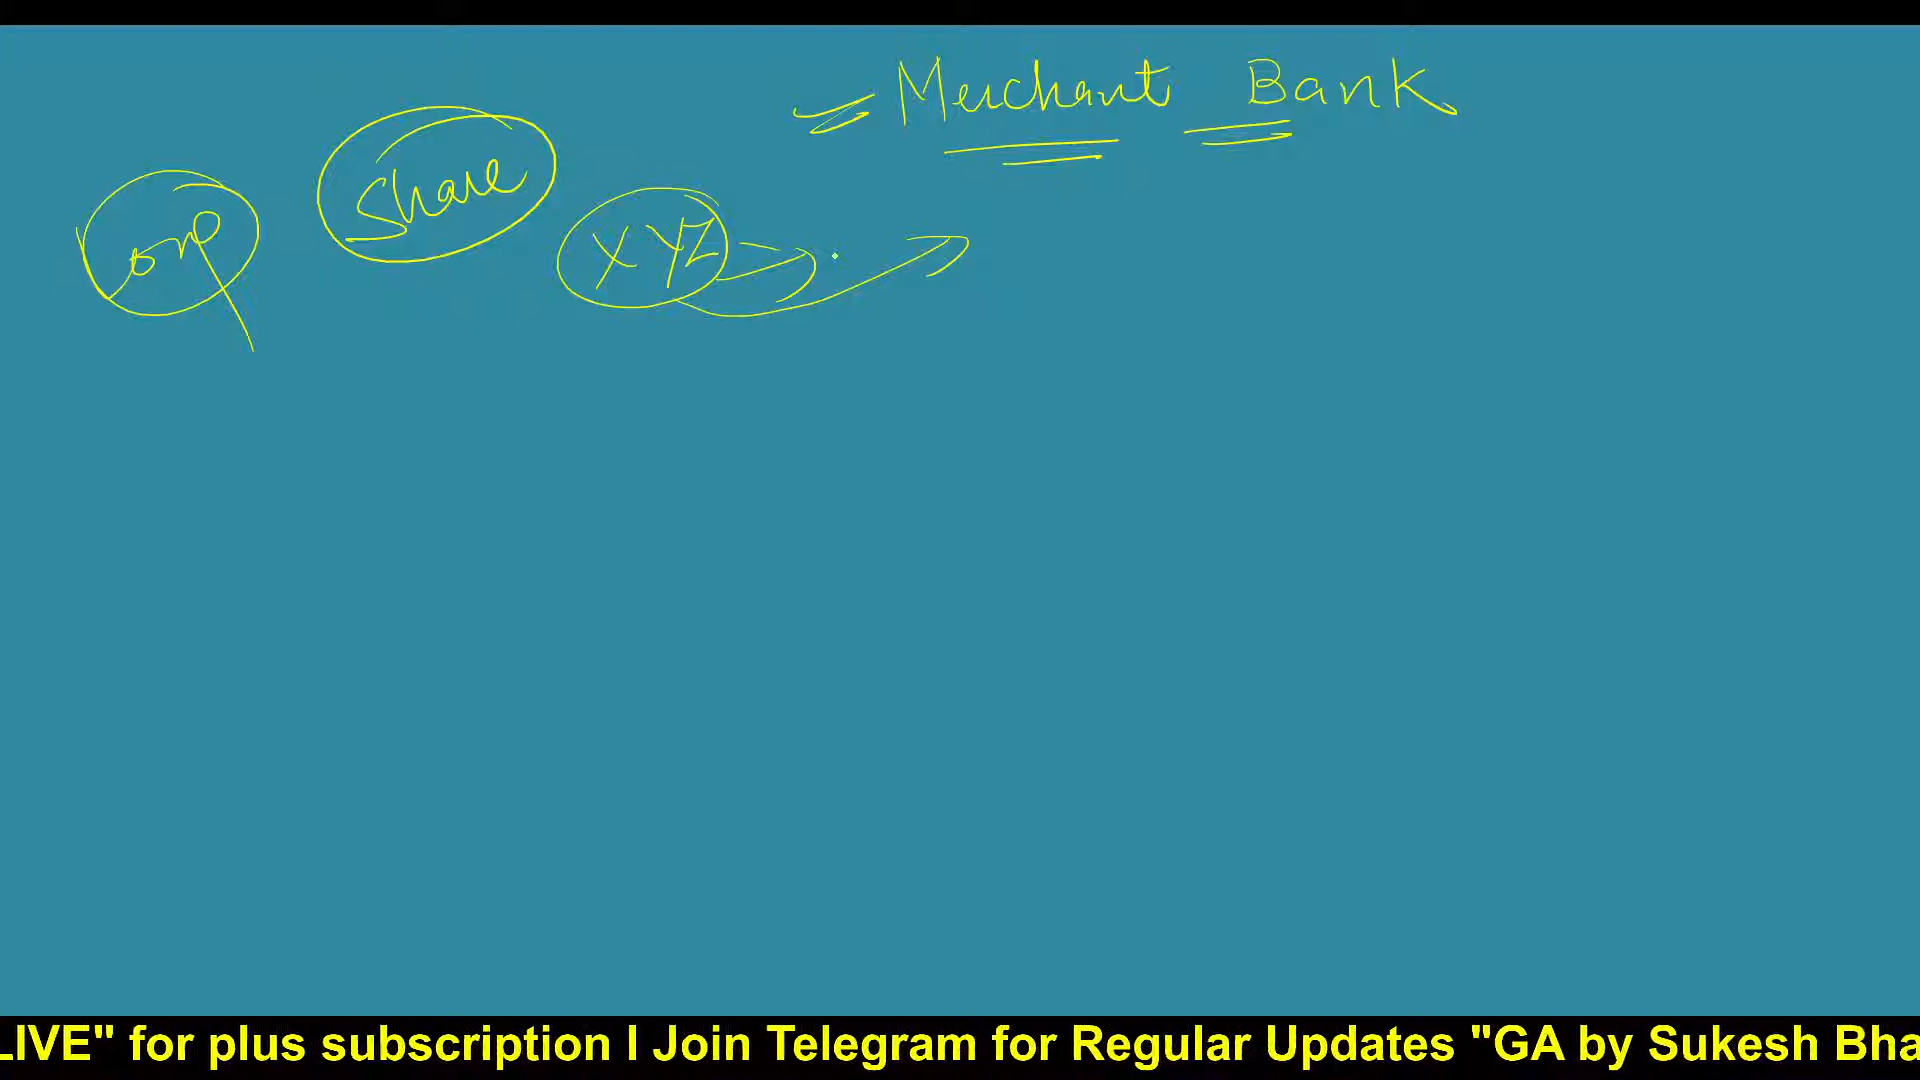 Merchant Bank
Share
XYZ
LIVE" for plus subscription I Join Telegram for Regular Updates "GA by Sukesh Bha